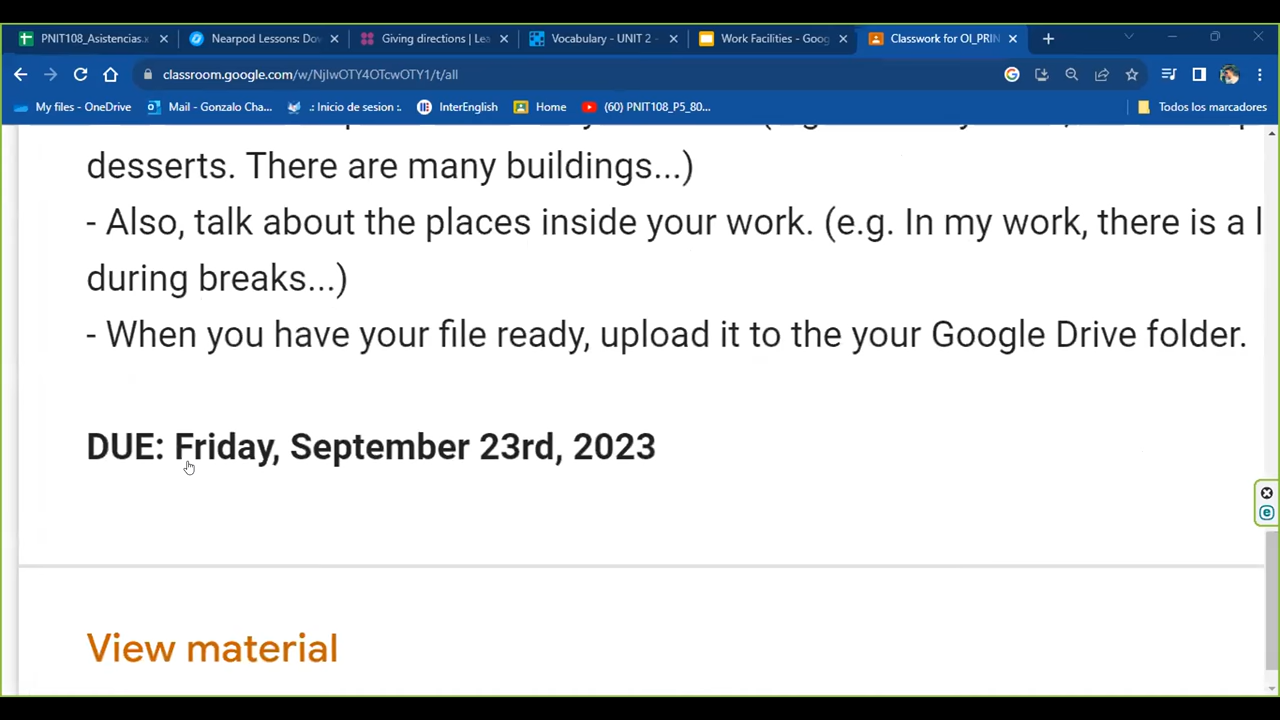 PNIT108_Asistencias.x
Nearpod Lessons: Do
Giving directions | Lea
Vocabulary - UNIT 2 -
Work Facilities - Goog
Classwork for OI_PRIN
classroom.google.com/w/NjIwOTY4OTcwOTY1/t/all
My files - OneDrive
Mail - Gonzalo Cha...
.: Inicio de sesion :.
InterEnglish
Home
(60) PNIT108_P5_80...
Todos los marcadores
desserts. There are many buildings...)
- Also, talk about the places inside your work. (e.g. In my work, there is a l
during breaks...)
- When you have your file ready, upload it to the your Google Drive folder.
DUE: Friday, September 23rd, 2023
View material